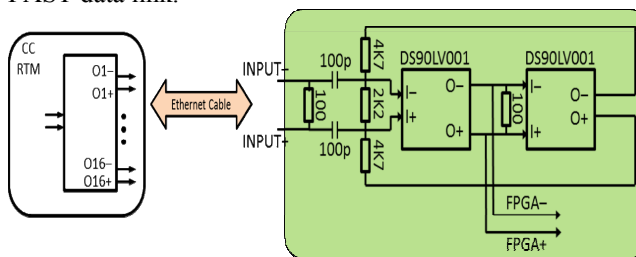 FAST data link.
CC
RTM
O1−
O1+
O16−
O16+
Ethernet Cable
INPUT−
INPUT+
100
100p
100p
4K7
2K2
4K7
DS90LV001
I−
I+
O−
O+
100
DS90LV001
I−
I+
O−
O+
FPGA−
FPGA+